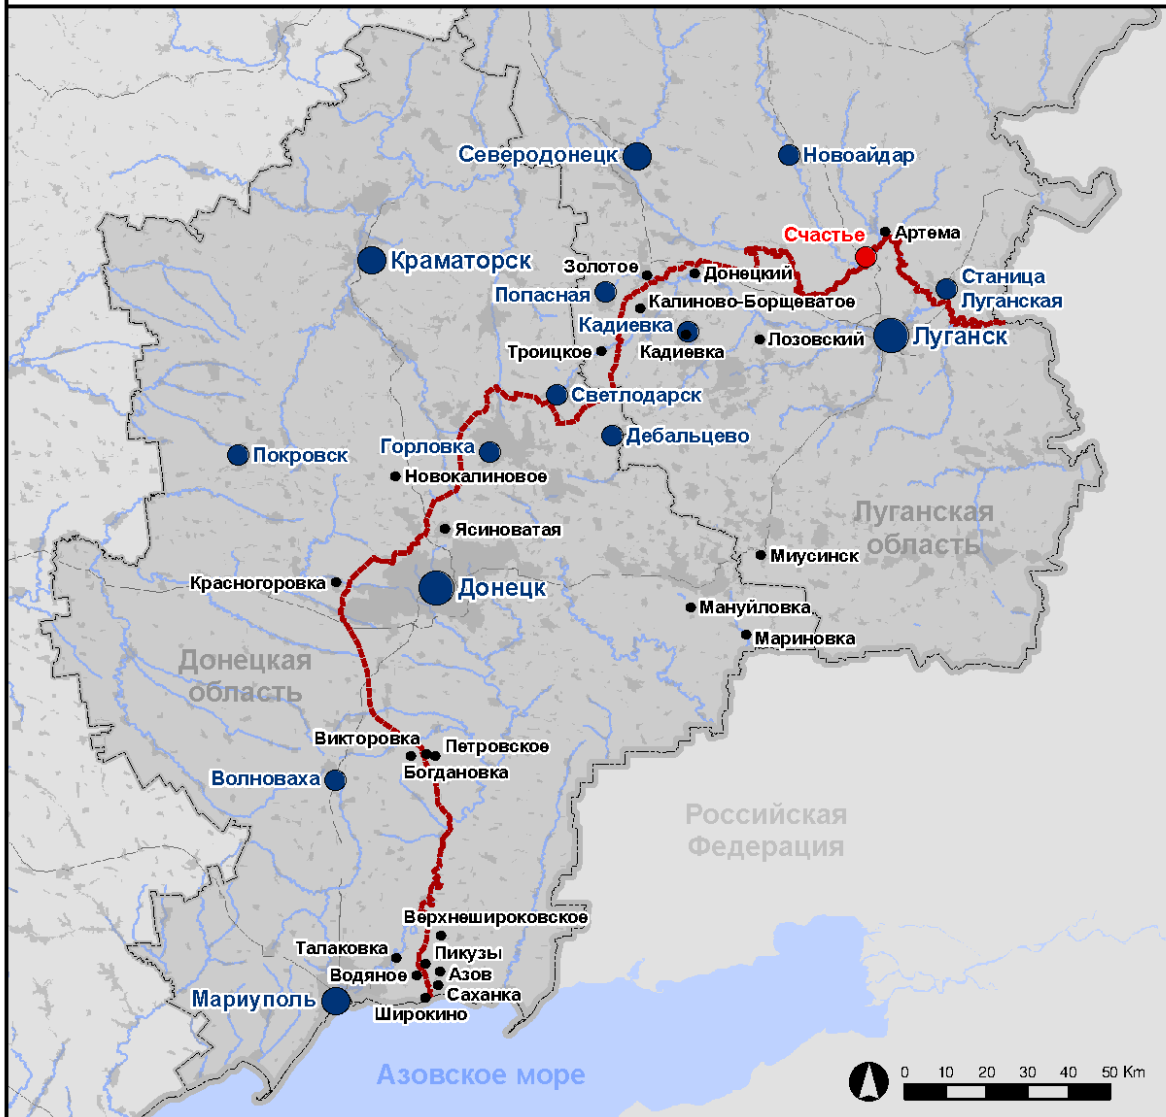 Северодонецк
Новоайдар
Счастье
Артема
Краматорск
Золотое
Донецкий
Станица
Луганская
Попасная
Калиново-Борщеватое
Кадиевка
Луганск
Троицкое
Кадиевка
Лозовский
Светлодарск
Дебальцево
Горловка
Покровск
Новокалиновое
Луганская
область
Ясиноватая
Миусинск
Красногоровка
Донецк
Мануйловка
Мариновка
Донецкая
область
Викторовка
Петровское
Богдановка
Волноваха
Российская
Федерация
Верхнешироковское
Талаковка
Пикузы
Водяное
Азов
Саханка
Мариуполь
Широкино
Азовское море
0 10 20 30 40 50 Km